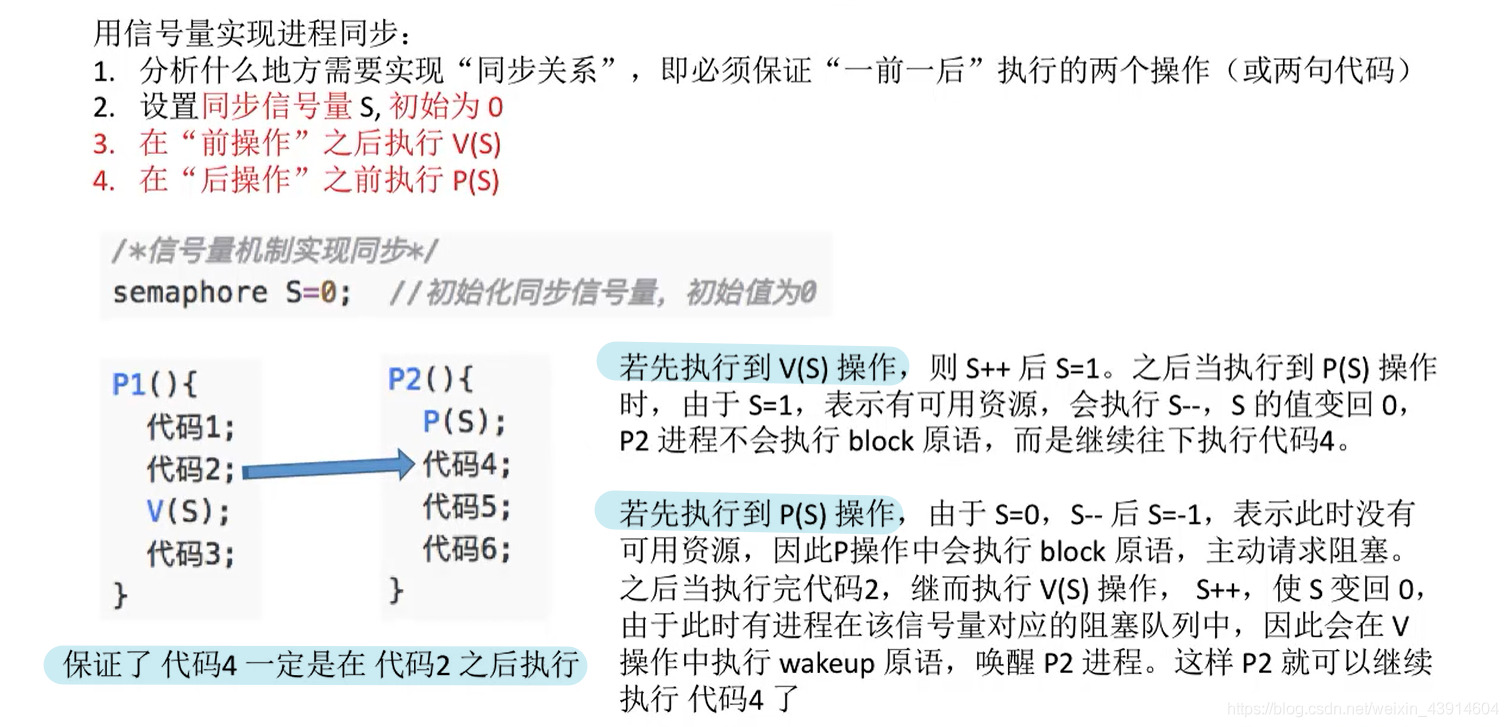 用信号量实现进程同步：
1. 分析什么地方需要实现“同步关系”，即必须保证“一前一后”执行的两个操作（或两句代码）
2. 设置同步信号量 S, 初始为 0
3. 在“前操作”之后执行 V(S)
4. 在“后操作”之前执行 P(S)
/*信号量机制实现同步*/
semaphore S=0; //初始化同步信号量，初始值为0
P1(){
代码1;
代码2;
V(S);
代码3;
}
P2(){
P(S);
代码4;
代码5;
代码6;
}
保证了 代码4 一定是在 代码2 之后执行
若先执行到 V(S) 操作，则 S++ 后 S=1。之后当执行到 P(S) 操作
时，由于 S=1，表示有可用资源，会执行 S--，S 的值变回 0，
P2 进程不会执行 block 原语，而是继续往下执行代码4。
若先执行到 P(S) 操作，由于 S=0，S-- 后 S=-1，表示此时没有
可用资源，因此P操作中会执行 block 原语，主动请求阻塞。
之后当执行完代码2，继而执行 V(S) 操作， S++，使 S 变回 0，
由于此时有进程在该信号量对应的阻塞队列中，因此会在 V
操作中执行 wakeup 原语，唤醒 P2 进程。这样 P2 就可以继续
执行 代码4 了
https://blog.csdn.net/weixin_43914604